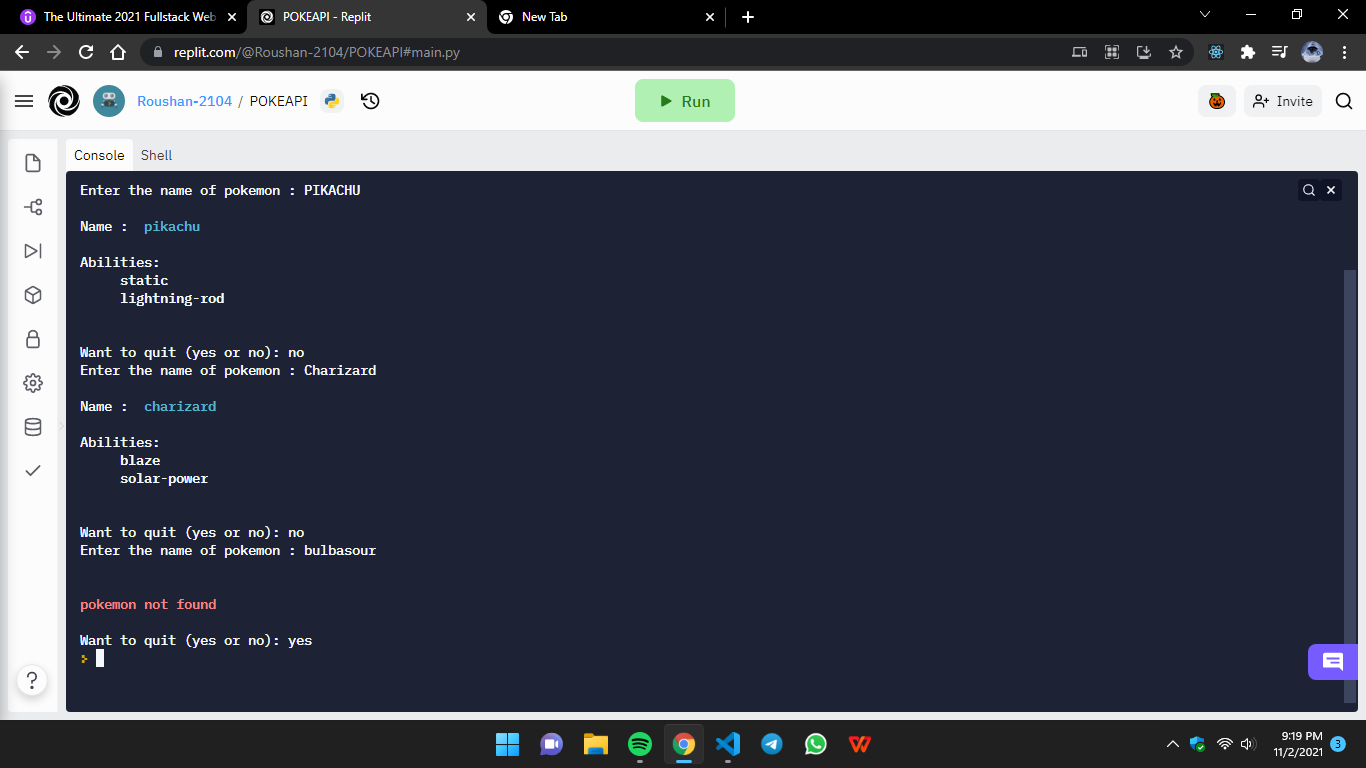 The Ultimate 2021 Fullstack Web
POKEAPI - Replit
New Tab
replit.com/@Roushan-2104/POKEAPI#main.py
Roushan-2104 / POKEAPI
Run
Invite
Console
Shell
Enter the name of pokemon : PIKACHU
Name : pikachu
Abilities:
static
lightning-rod
Want to quit (yes or no): no
Enter the name of pokemon : Charizard
Name : charizard
Abilities:
blaze
solar-power
Want to quit (yes or no): no
Enter the name of pokemon : bulbasour
pokemon not found
Want to quit (yes or no): yes
?
9:19 PM
11/2/2021
3